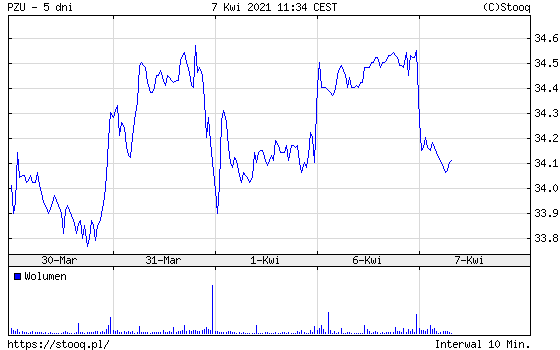 PZU - 5 dni 7 Kwi 2021 11:34 CEST (C)Stooq
34.6
34.5
34.4
34.3
34.2
34.1
34.0
33.9
33.8
30-Mar 31-Mar 1-Kwi 6-Kwi 7-Kwi
Wolumen
https://stooq.pl/ Interwal 10 Min.